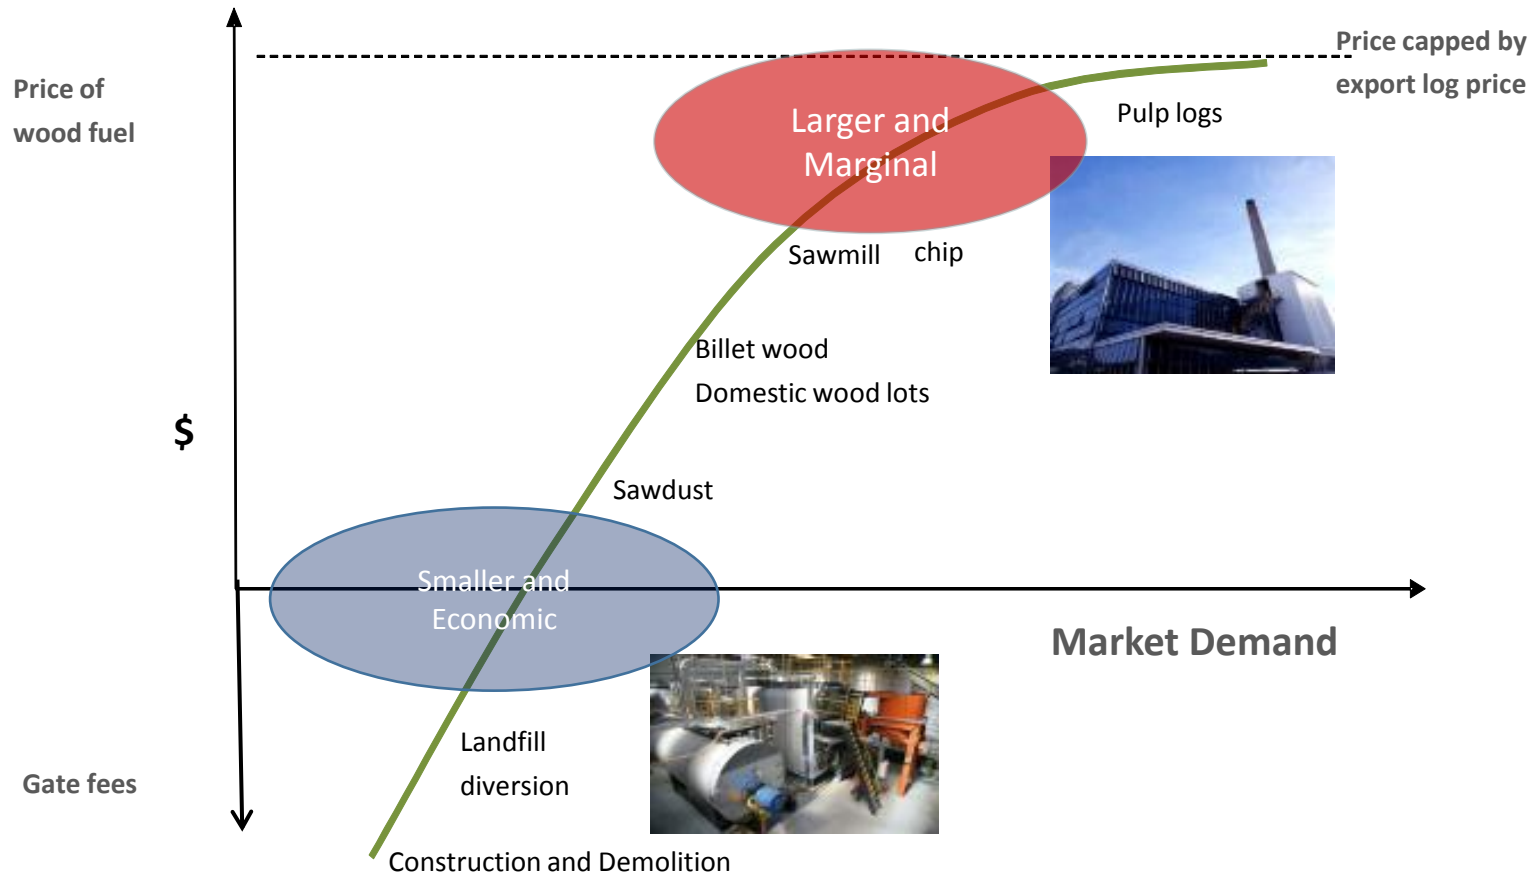 Price capped by
export log price
Price of
wood fuel
Larger and
Marginal
Pulp logs
Sawmill chip
Billet wood
Domestic wood lots
$
Sawdust
Smaller and
Economic
Market Demand
Landfill
diversion
Gate fees
Construction and Demolition